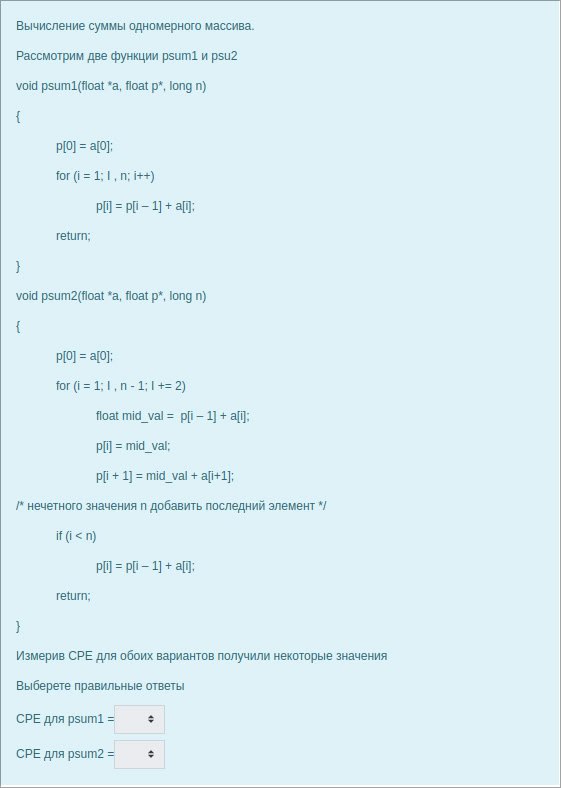 Вычисление суммы одномерного массива.
Рассмотрим две функции psum1 и psu2
void psum1(float *a, float p*, long n)
{
p[0] = a[0];
for (i = 1; I , n; i++)
p[i] = p[i – 1] + a[i];
return;
}
void psum2(float *a, float p*, long n)
{
p[0] = a[0];
for (i = 1; I , n - 1; I += 2)
float mid_val =  p[i – 1] + a[i];
p[i] = mid_val;
p[i + 1] = mid_val + a[i+1];
/* нечетного значения n добавить последний элемент */
if (i < n)
p[i] = p[i – 1] + a[i];
return;
}
Измерив CPE для обоих вариантов получили некоторые значения
Выберете правильные ответы
CPE для psum1 =
CPE для psum2 =